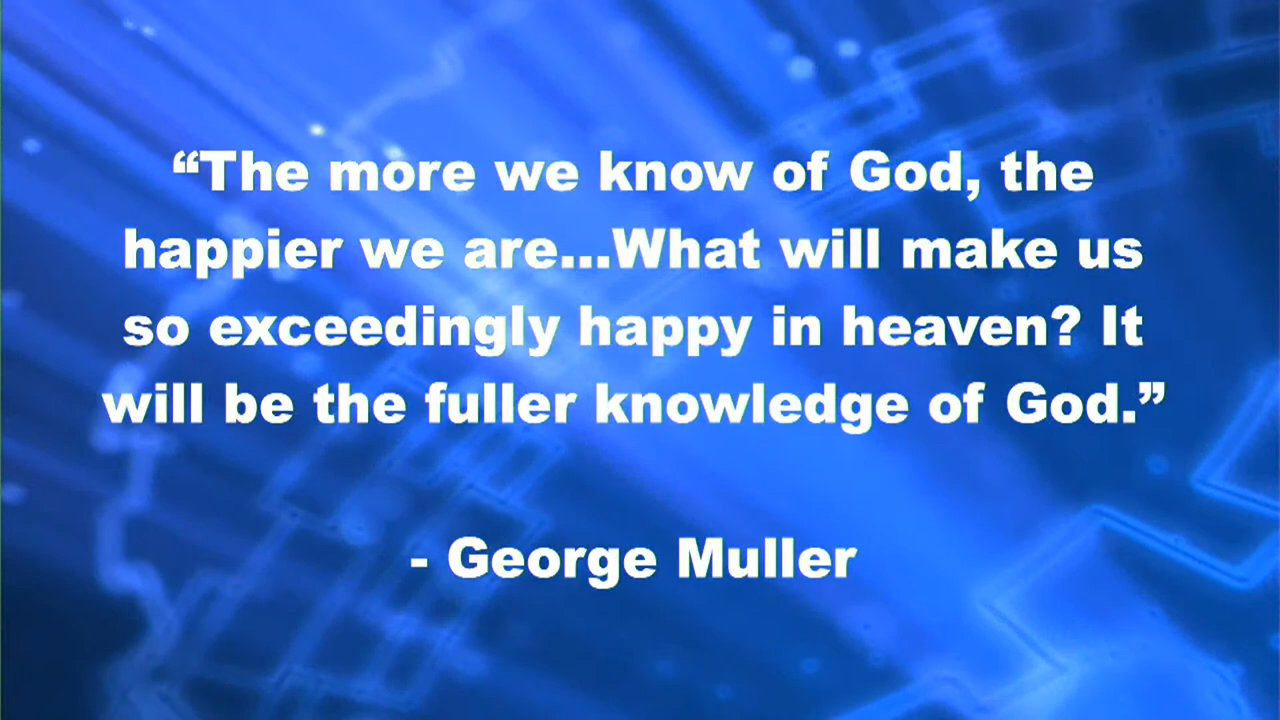 “The more we know of God, the
happier we are...What will make us
so exceedingly happy in heaven? It
will be the fuller knowledge of God.”
- George Muller